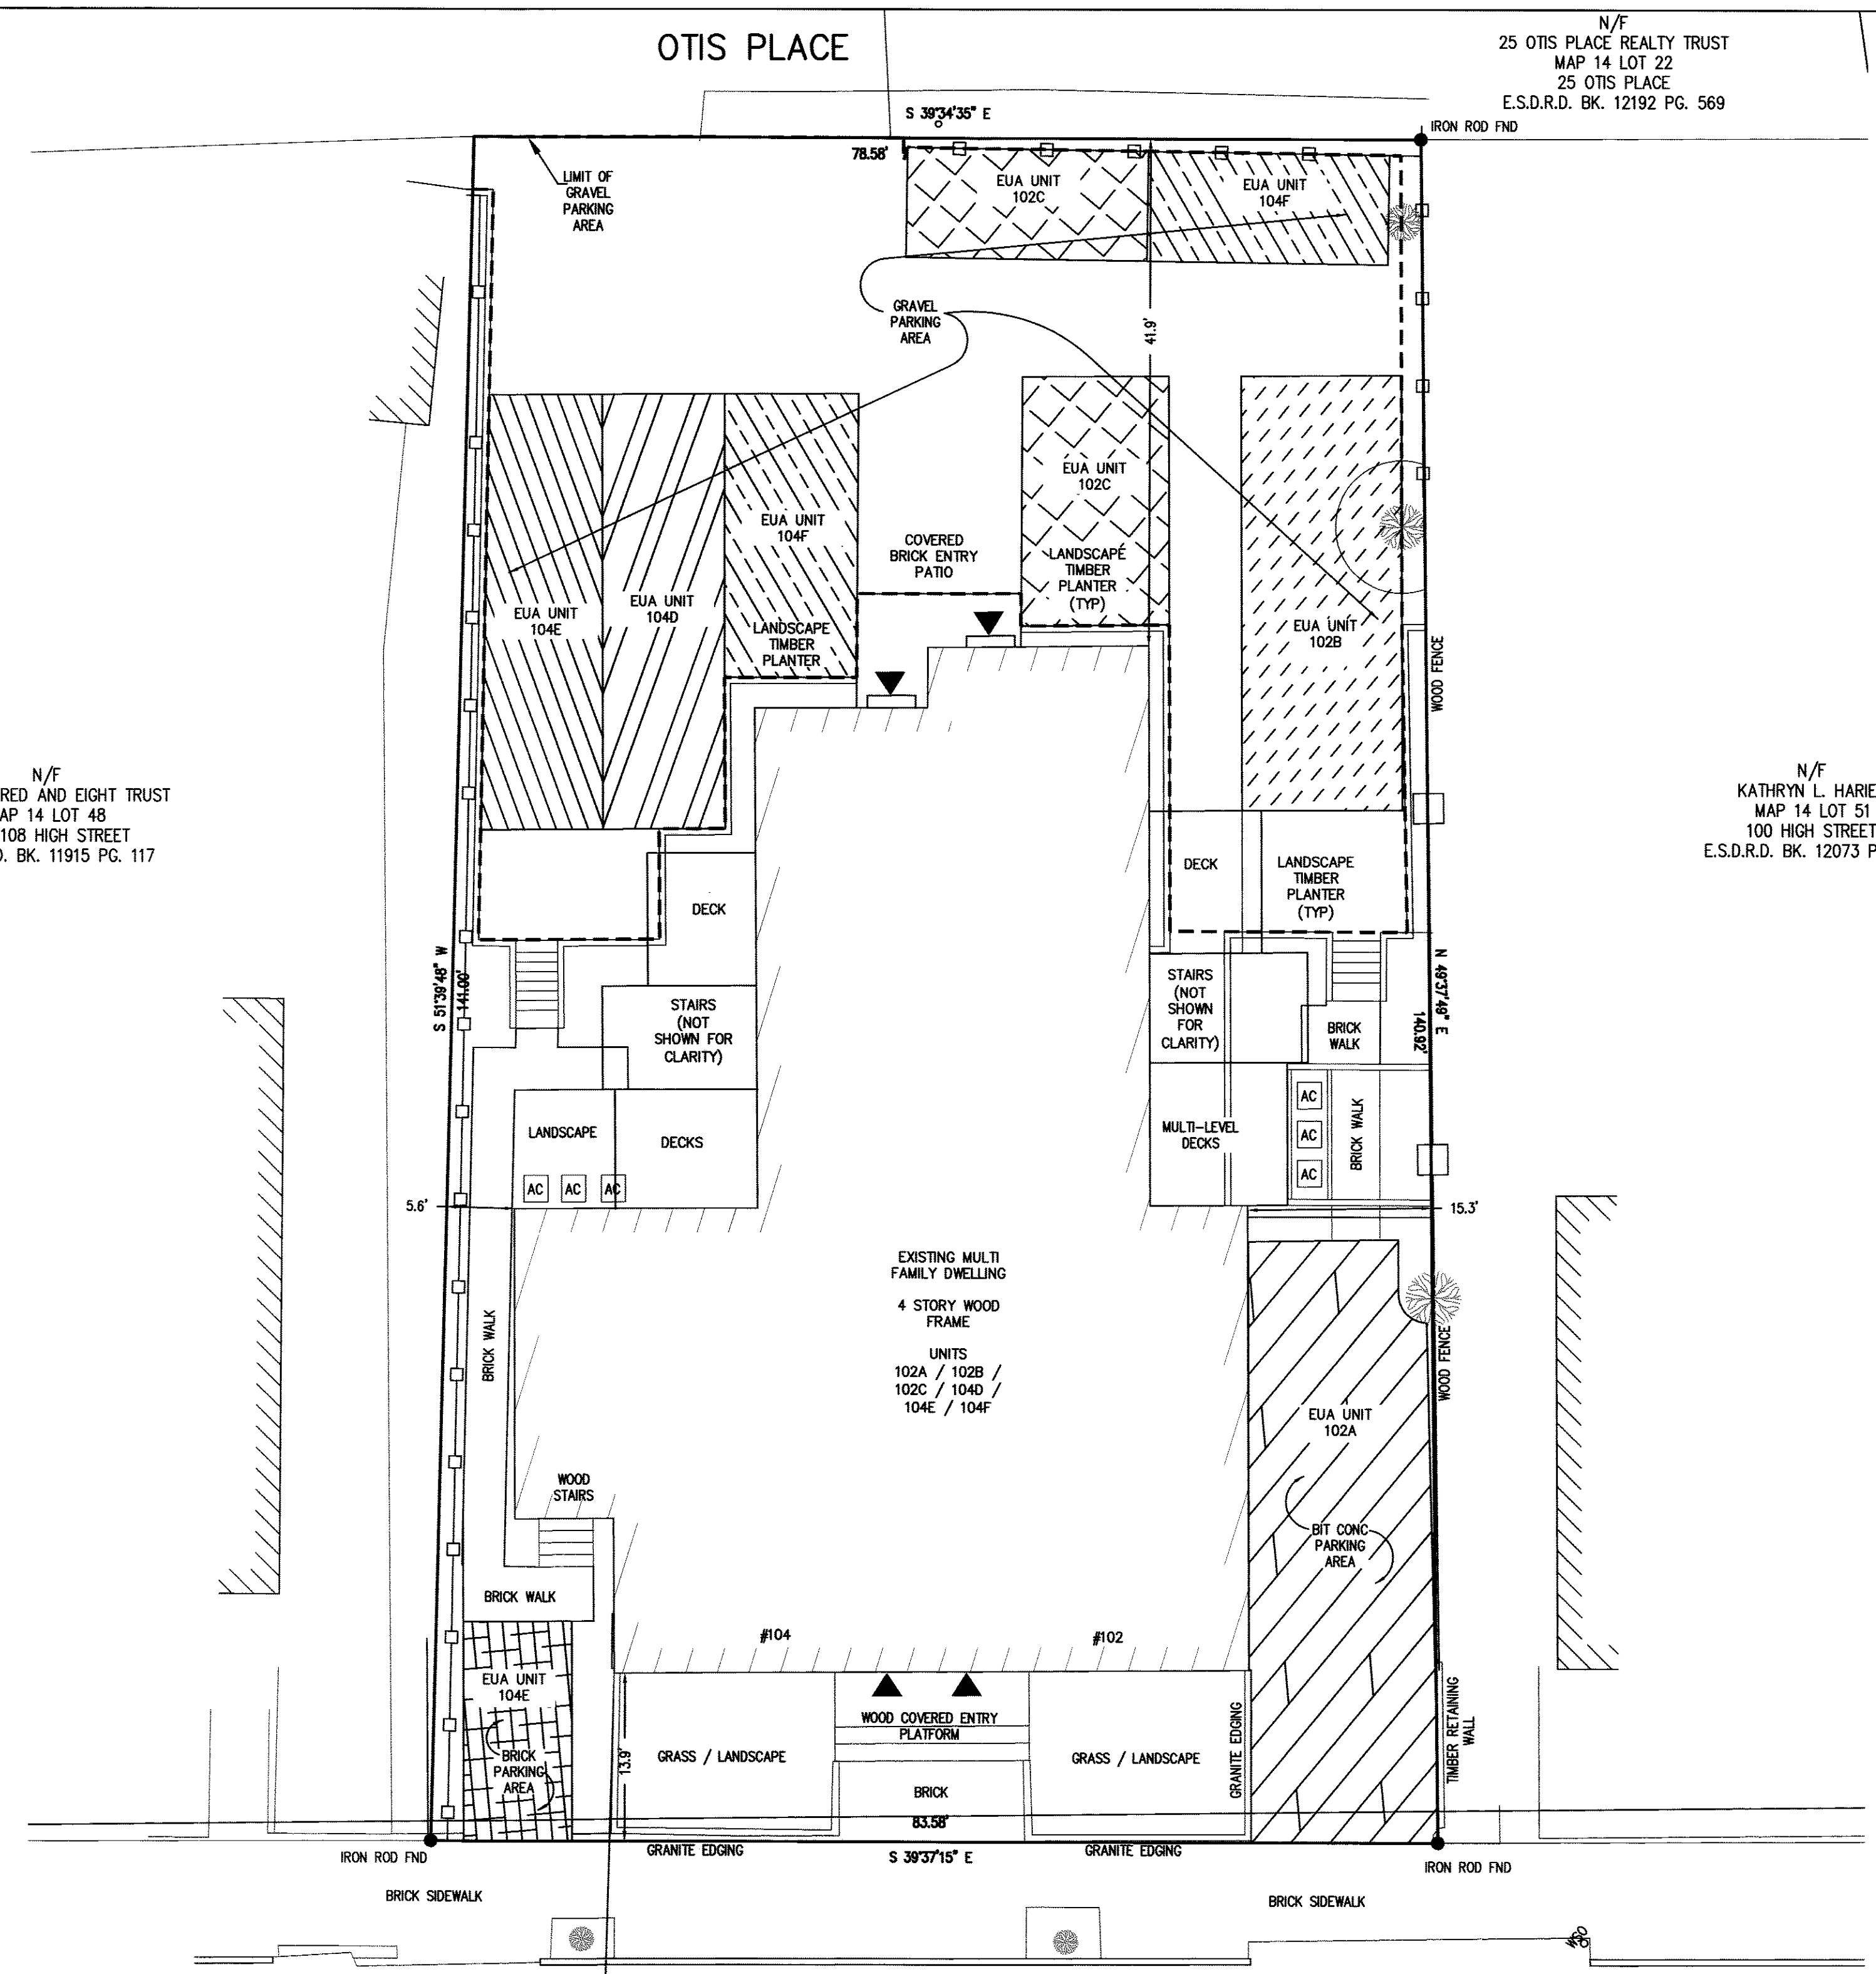 OTIS PLACE
N/F
25 OTIS PLACE REALTY TRUST
MAP 14 LOT 22
25 OTIS PLACE
E.S.D.R.D. BK. 12192 PG. 569
S 39°34'35" E
IRON ROD FND
78.58'
LIMIT OF
GRAVEL
PARKING
AREA
EUA UNIT
102C
EUA UNIT
104F
GRAVEL
PARKING
AREA
41.9'
EUA UNIT
102C
EUA UNIT
104F
COVERED
BRICK ENTRY
PATIO
LANDSCAPE
TIMBER
PLANTER
(TYP)
EUA UNIT
104E
EUA UNIT
104D
LANDSCAPE
TIMBER
PLANTER
EUA UNIT
102B
WOOD FENCE
N/F
RED AND EIGHT TRUST
AP 14 LOT 48
108 HIGH STREET
. BK. 11915 PG. 117
N/F
KATHRYN L. HARIE
MAP 14 LOT 51
100 HIGH STREET
E.S.D.R.D. BK. 12073 P
DECK
DECK
LANDSCAPE
TIMBER
PLANTER
(TYP)
S 51°39'48" W
141.00'
N 49°37'49" E
140.92'
STAIRS
(NOT
SHOWN FOR
CLARITY)
STAIRS
(NOT
SHOWN
FOR
CLARITY)
BRICK
WALK
LANDSCAPE
DECKS
MULTI-LEVEL
DECKS
AC
AC
AC
BRICK WALK
AC
AC
AC
5.6'
15.3'
EXISTING MULTI
FAMILY DWELLING
4 STORY WOOD
FRAME
UNITS
102A / 102B /
102C / 104D /
104E / 104F
BRICK WALK
WOOD FENCE
EUA UNIT
102A
WOOD
STAIRS
BIT CONC
PARKING
AREA
BRICK WALK
#104
#102
EUA UNIT
104E
BRICK
PARKING
AREA
13.9'
GRASS / LANDSCAPE
WOOD COVERED ENTRY
PLATFORM
GRASS / LANDSCAPE
GRANITE EDGING
TIMBER RETAINING
WALL
BRICK
83.58'
IRON ROD FND
GRANITE EDGING
S 39°37'15" E
GRANITE EDGING
IRON ROD FND
BRICK SIDEWALK
BRICK SIDEWALK
WSO